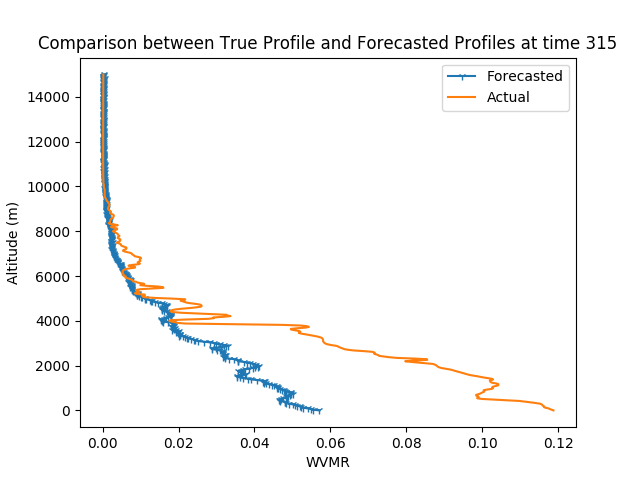 Comparison between True Profile and Forecasted Profiles at time 315
Forecasted
Actual
14000
12000
10000
8000
6000
4000
2000
0
Altitude (m)
0.00 0.02 0.04 0.06 0.08 0.10 0.12
WVMR